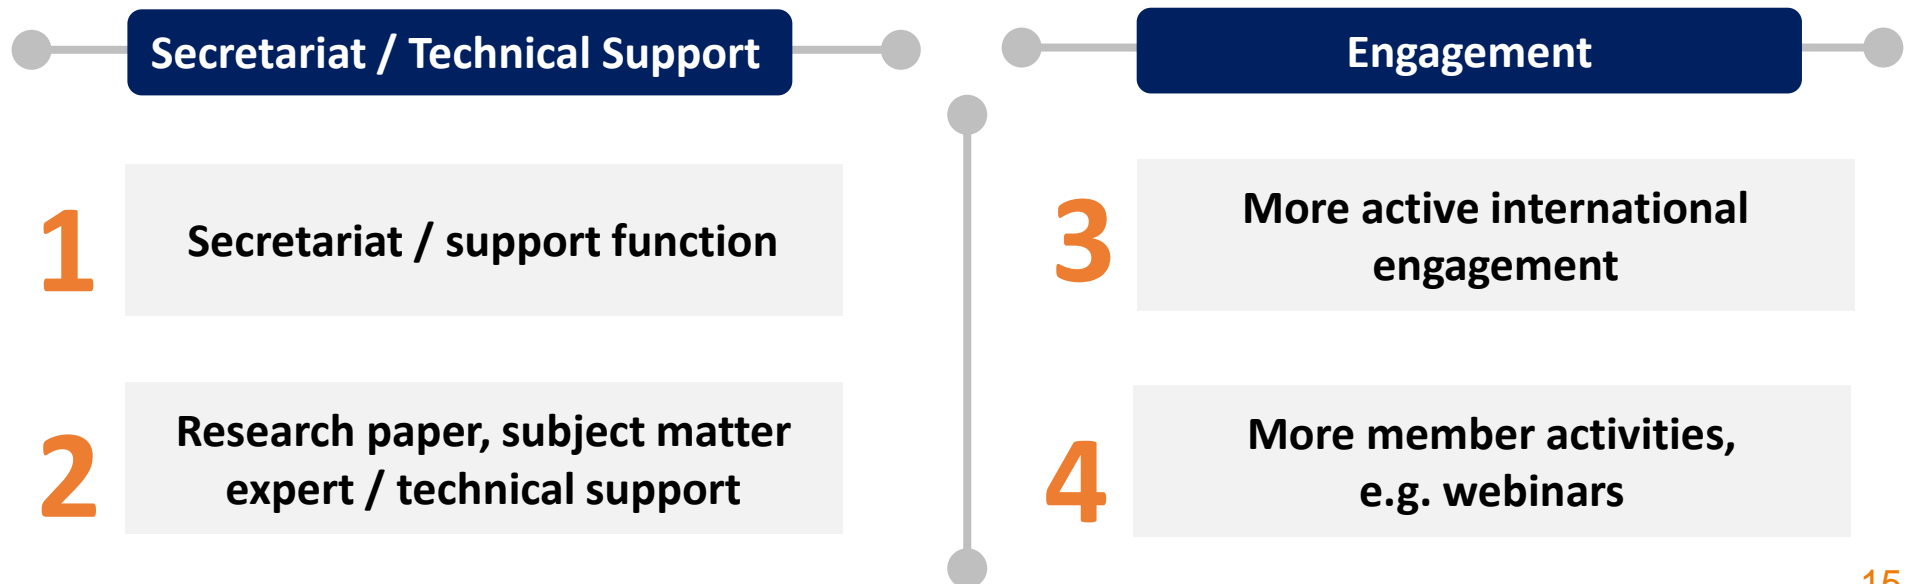 Secretariat / Technical Support
1
Secretariat / support function
2
Research paper, subject matter
expert / technical support
Engagement
3
More active international
engagement
4
More member activities,
e.g. webinars
15